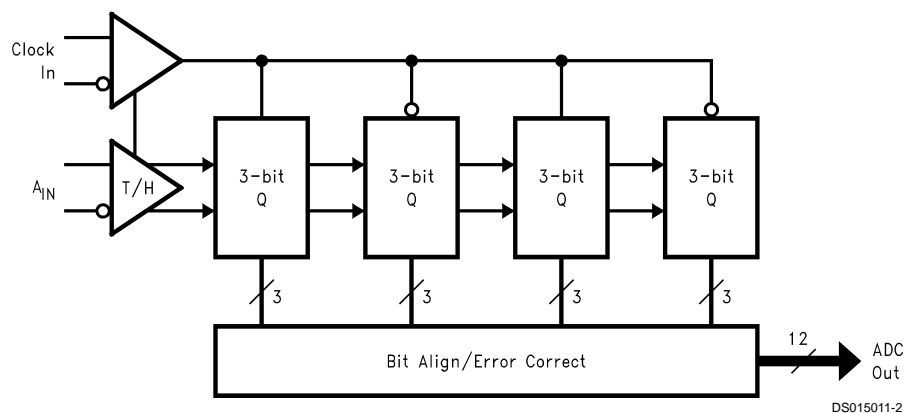 Clock
In
A_IN
T/H
3-bit
Q
3-bit
Q
3-bit
Q
3-bit
Q
3
3
3
3
Bit Align/Error Correct
12
ADC
Out
DS015011-2